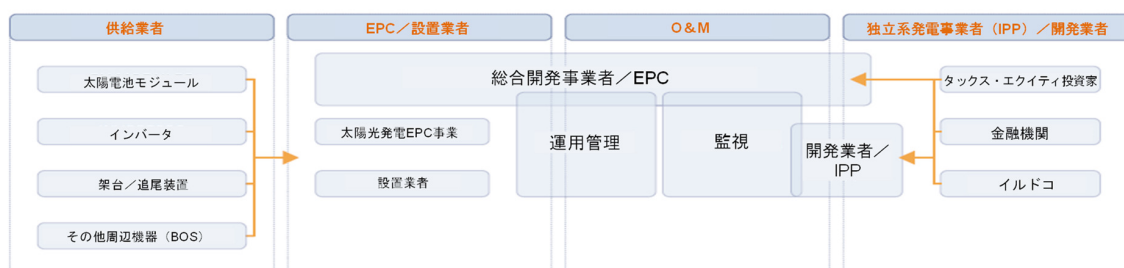 供給業者
EPC／設置業者
O＆M
独立系発電事業者（IPP）／開発業者
太陽電池モジュール
インバータ
架台／追尾装置
その他周辺機器（BOS）
総合開発事業者／EPC
太陽光発電EPC事業
設置業者
運用管理
監視
開発業者／
IPP
タックス・エクイティ投資家
金融機関
イルドコ